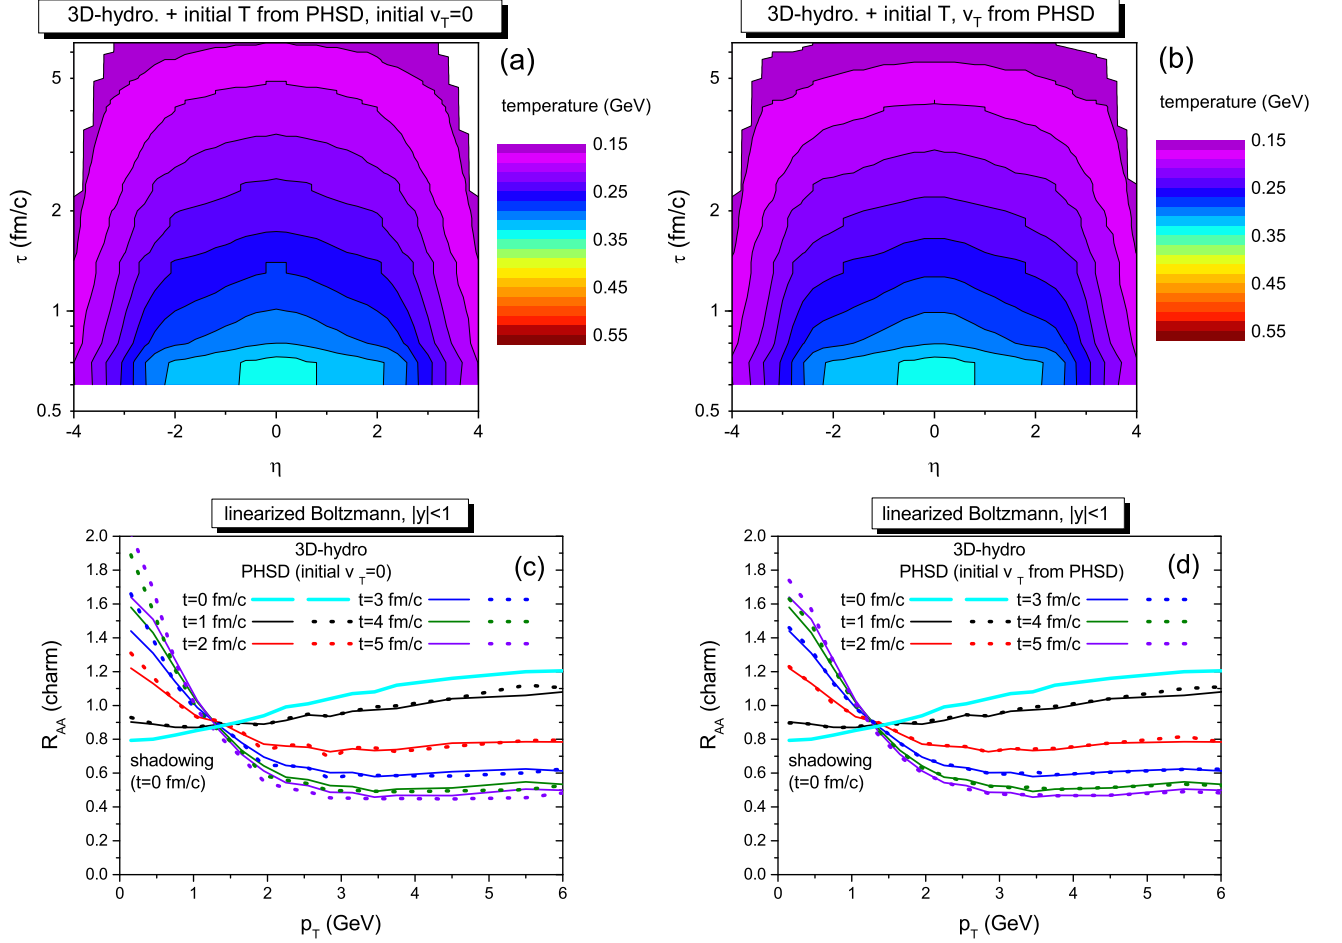 3D-hydro. + initial T from PHSD, initial v_T=0
(a)
temperature (GeV)
0.15
0.25
0.35
0.45
0.55
5
2
1
0.5
τ (fm/c)
-4 -2 0 2 4
η
3D-hydro. + initial T, v_T from PHSD
(b)
temperature (GeV)
0.15
0.25
0.35
0.45
0.55
5
2
1
0.5
τ (fm/c)
-4 -2 0 2 4
η
linearized Boltzmann, |y|<1
(c)
3D-hydro
PHSD (initial v_T=0)
t=0 fm/c t=3 fm/c
t=1 fm/c t=4 fm/c
t=2 fm/c t=5 fm/c
shadowing
(t=0 fm/c)
2.0
1.8
1.6
1.4
1.2
1.0
0.8
0.6
0.4
0.2
0.0
R_AA (charm)
0 1 2 3 4 5 6
p_T (GeV)
linearized Boltzmann, |y|<1
(d)
3D-hydro
PHSD (initial v_T from PHSD)
t=0 fm/c t=3 fm/c
t=1 fm/c t=4 fm/c
t=2 fm/c t=5 fm/c
shadowing
(t=0 fm/c)
2.0
1.8
1.6
1.4
1.2
1.0
0.8
0.6
0.4
0.2
0.0
R_AA (charm)
0 1 2 3 4 5 6
p_T (GeV)